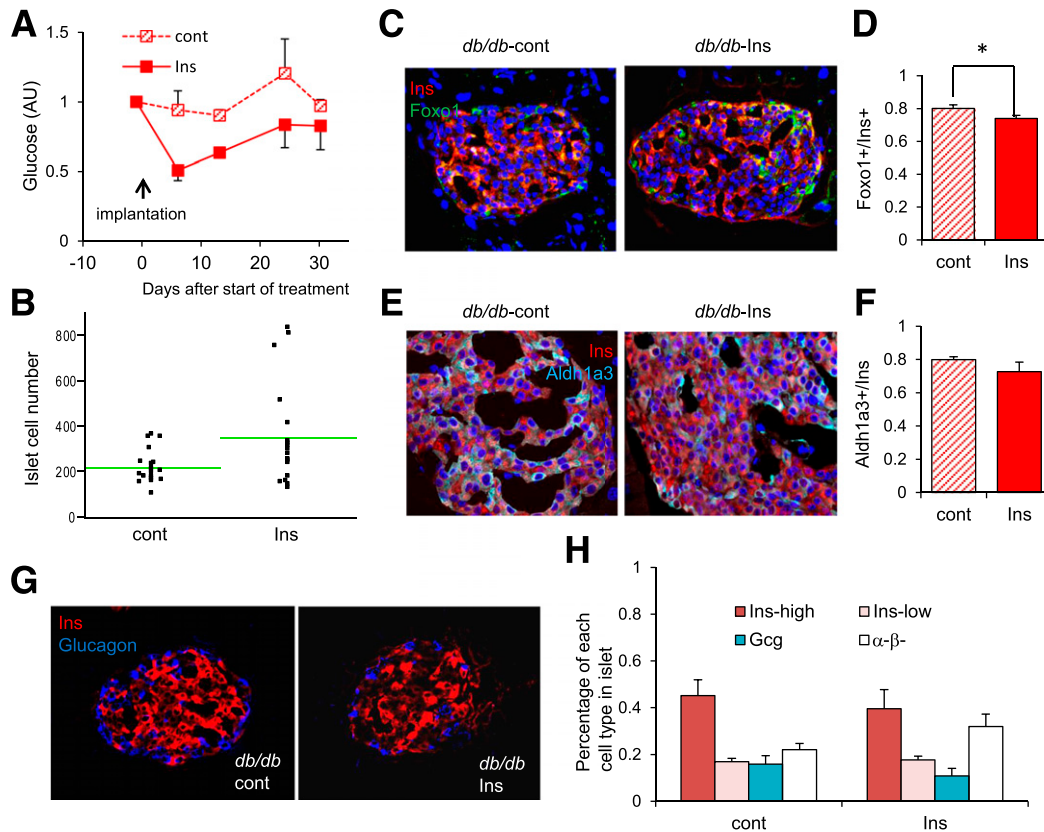 A
1.5
1
0.5
0
Glucose (AU)
cont
Ins
implantation
-10
0
10
20
30
Days after start of treatment
B
800
600
400
200
0
Islet cell number
cont
Ins
C
db/db-cont
db/db-Ins
Ins
Foxo1
D
*
1
0.8
0.6
0.4
0.2
0
Foxo1+/Ins+
cont
Ins
E
db/db-cont
db/db-Ins
Ins
Aldh1a3
F
1
0.8
0.6
0.4
0.2
0
Aldh1a3+/Ins
cont
Ins
G
Ins
Glucagon
db/db
cont
db/db
Ins
H
1
0.8
0.6
0.4
0.2
0
Percentage of each
cell type in islet
Ins-high
Ins-low
Gcg
α-β-
cont
Ins